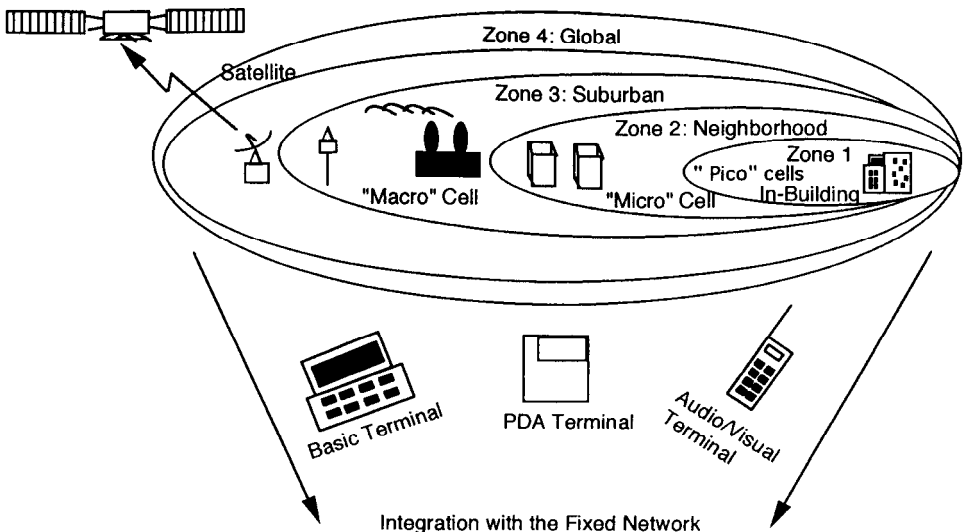 Zone 4: Global
Satellite
Zone 3: Suburban
Zone 2: Neighborhood
Zone 1
" Pico" cells
In-Building
"Macro" Cell
"Micro" Cell
Basic Terminal
PDA Terminal
Audio/Visual
Terminal
Integration with the Fixed Network